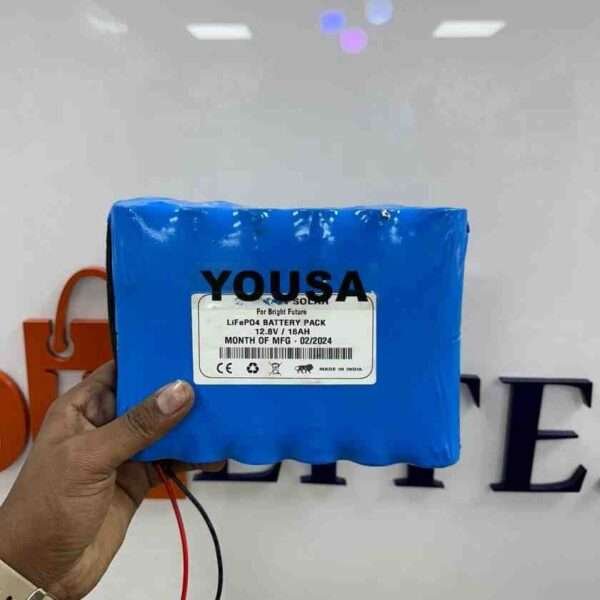 YOUSA
SOLAR
For Bright Future
LiFePO4 BATTERY PACK
12.8V / 18AH
MONTH OF MFG - 02/2024
CE
MADE IN INDIA